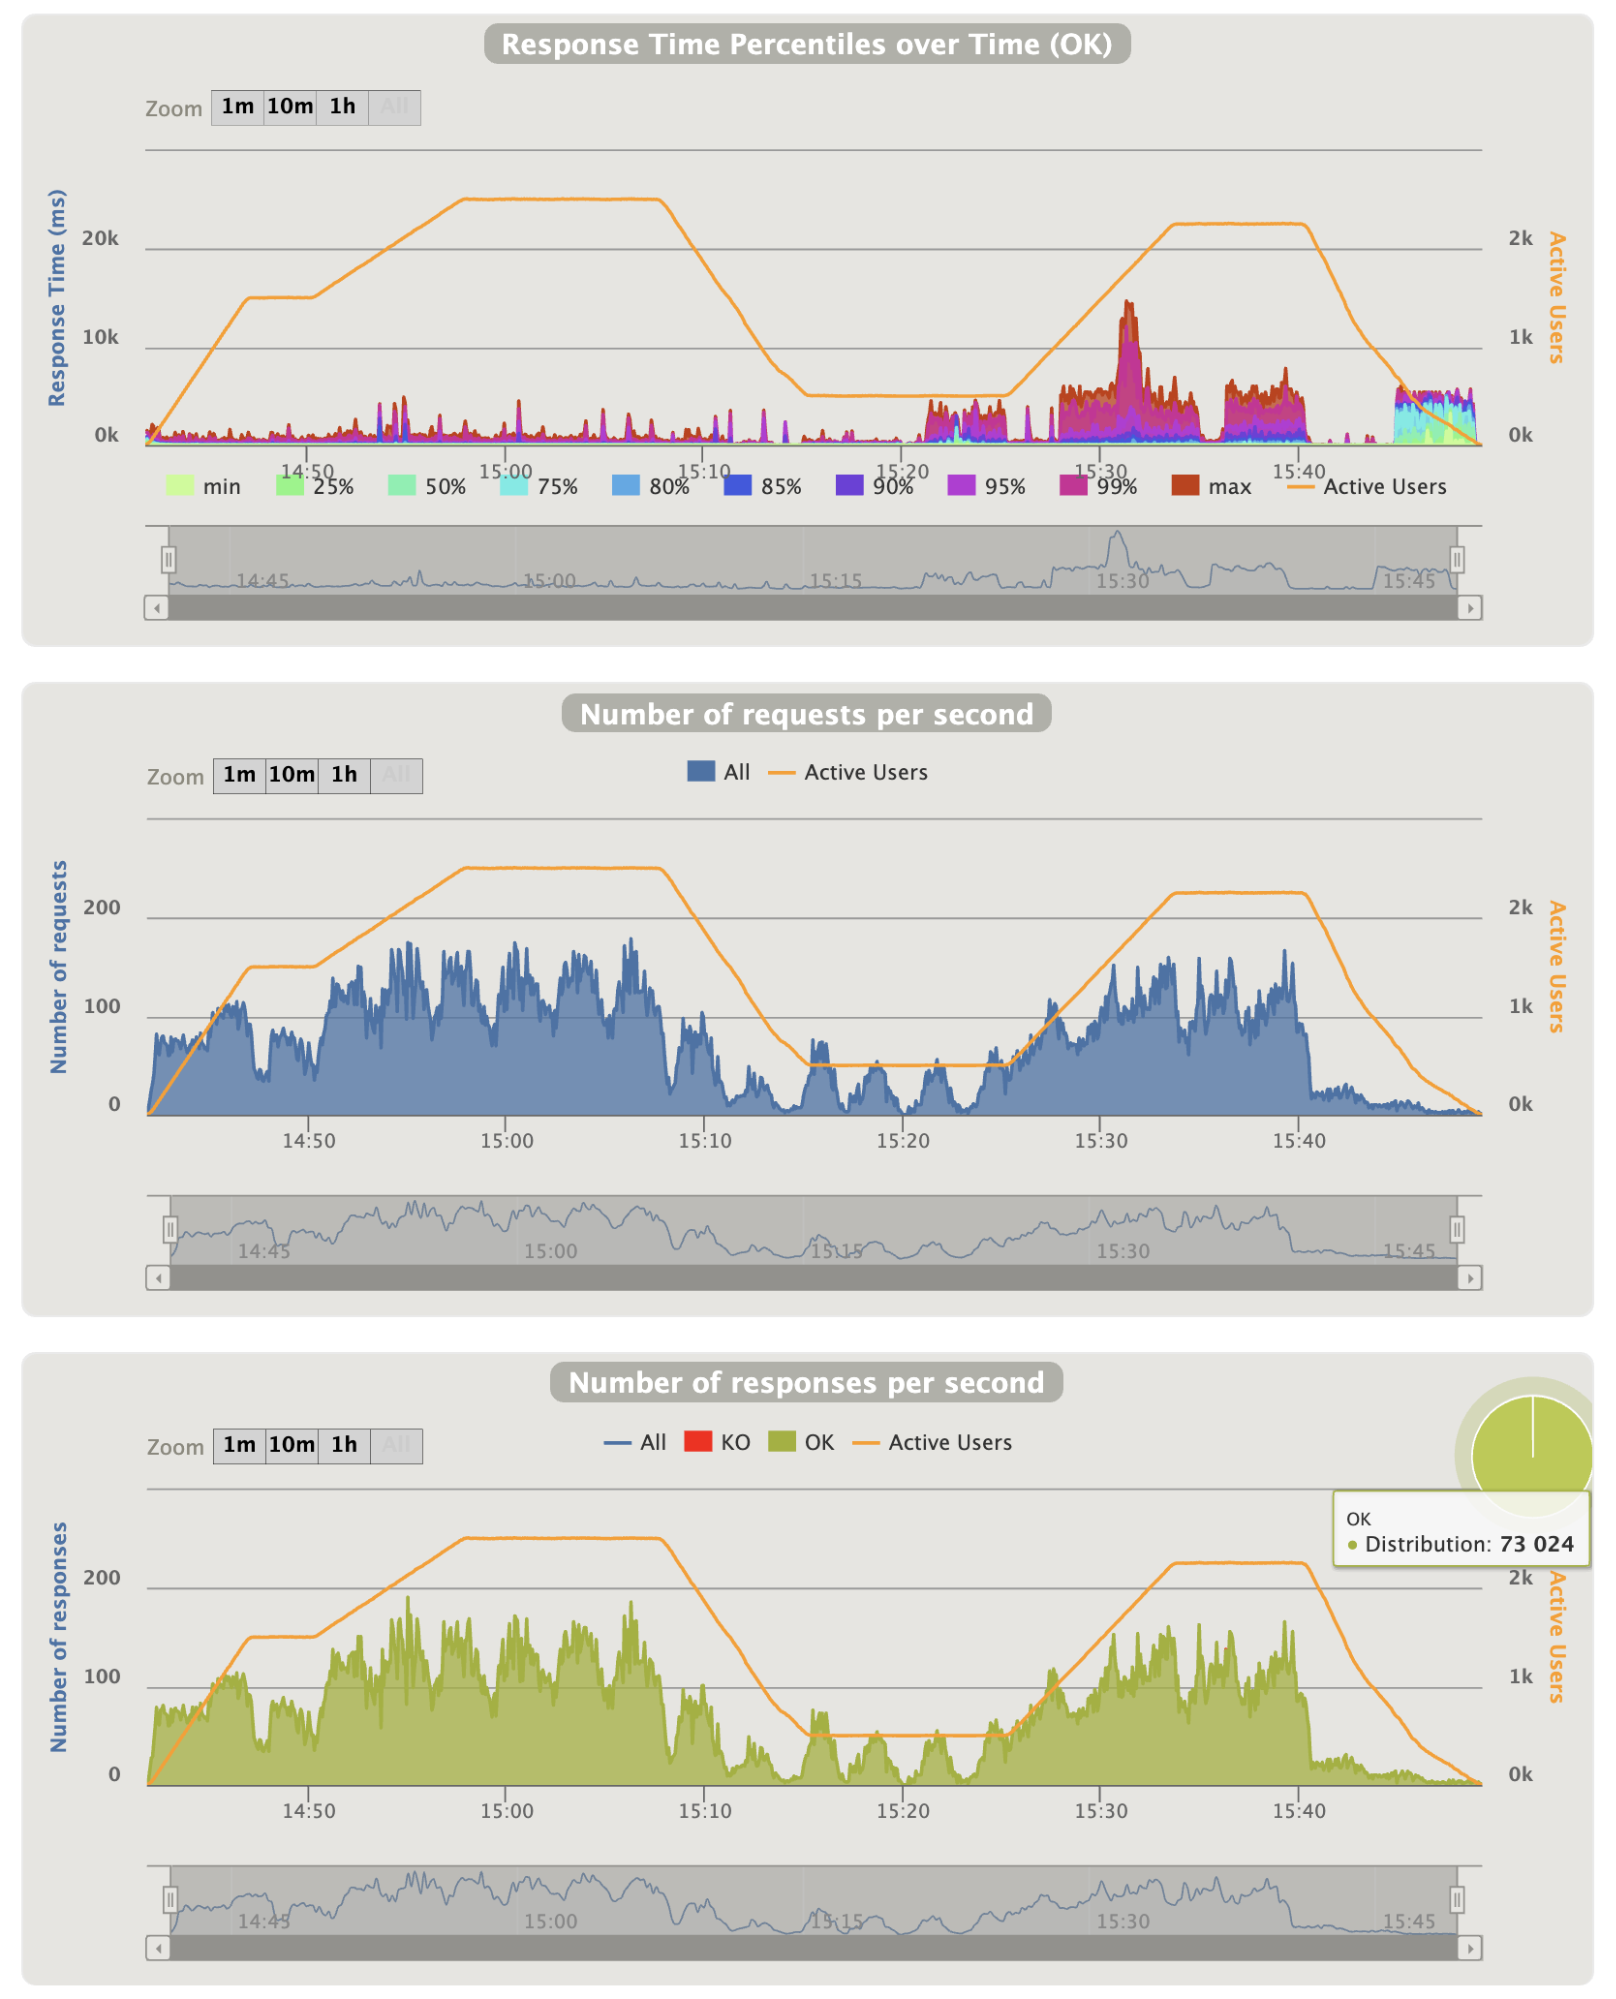 Response Time Percentiles over Time (OK)
Zoom 1m 10m 1h All
Response Time (ms)
20k
10k
0k
2k
1k
0k
Active Users
14:50 15:00 15:10 15:20 15:30 15:40
min 25% 50% 75% 80% 85% 90% 95% 99% max Active Users
14:45 15:00 15:15 15:30 15:45
Number of requests per second
Zoom 1m 10m 1h All
All Active Users
Number of requests
200
100
0
2k
1k
0k
Active Users
14:50 15:00 15:10 15:20 15:30 15:40
14:45 15:00 15:15 15:30 15:45
Number of responses per second
Zoom 1m 10m 1h All
All KO OK Active Users
OK
Distribution: 73 024
Number of responses
200
100
0
2k
1k
0k
Active Users
14:50 15:00 15:10 15:20 15:30 15:40
14:45 15:00 15:15 15:30 15:45